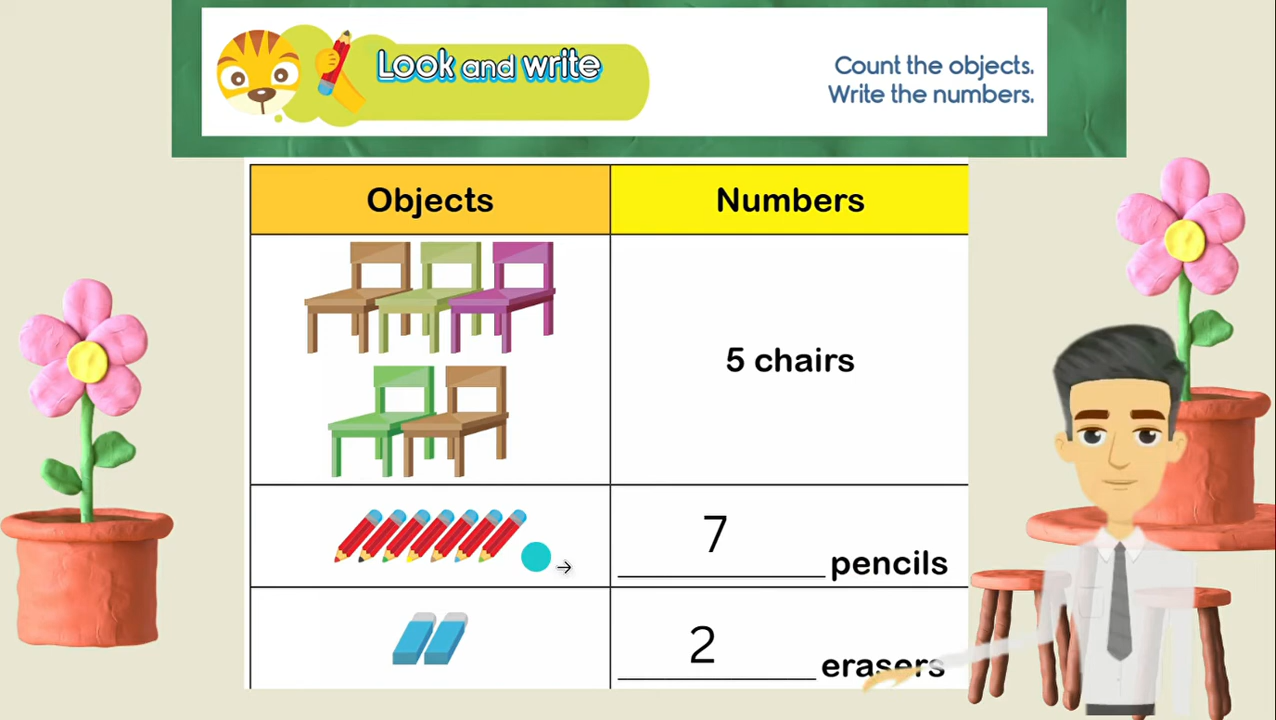 Look and write
Count the objects.
Write the numbers.
Objects Numbers
5 chairs
7 pencils
2 erasers